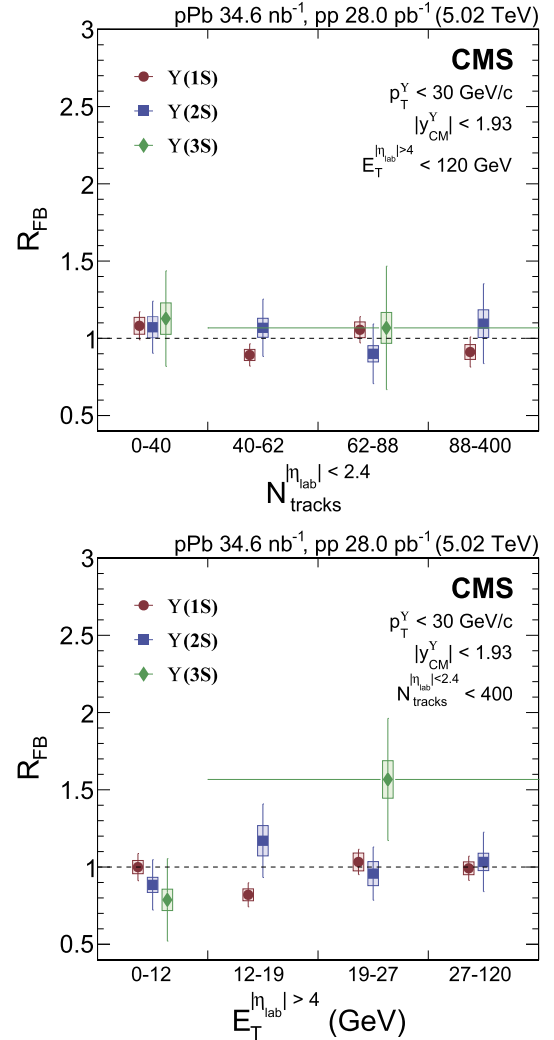 pPb 34.6 nb⁻¹, pp 28.0 pb⁻¹ (5.02 TeV)
CMS
Υ(1S)
Υ(2S)
Υ(3S)
p_T^Υ < 30 GeV/c
|y_CM^Υ| < 1.93
E_T^{|η_lab|>4} < 120 GeV
R_FB
3
2.5
2
1.5
1
0.5
0-40 40-62 62-88 88-400
N_tracks^{|η_lab| < 2.4}
pPb 34.6 nb⁻¹, pp 28.0 pb⁻¹ (5.02 TeV)
CMS
Υ(1S)
Υ(2S)
Υ(3S)
p_T^Υ < 30 GeV/c
|y_CM^Υ| < 1.93
N_tracks^{|η_lab|<2.4} < 400
R_FB
3
2.5
2
1.5
1
0.5
0-12 12-19 19-27 27-120
E_T^{|η_lab| > 4} (GeV)